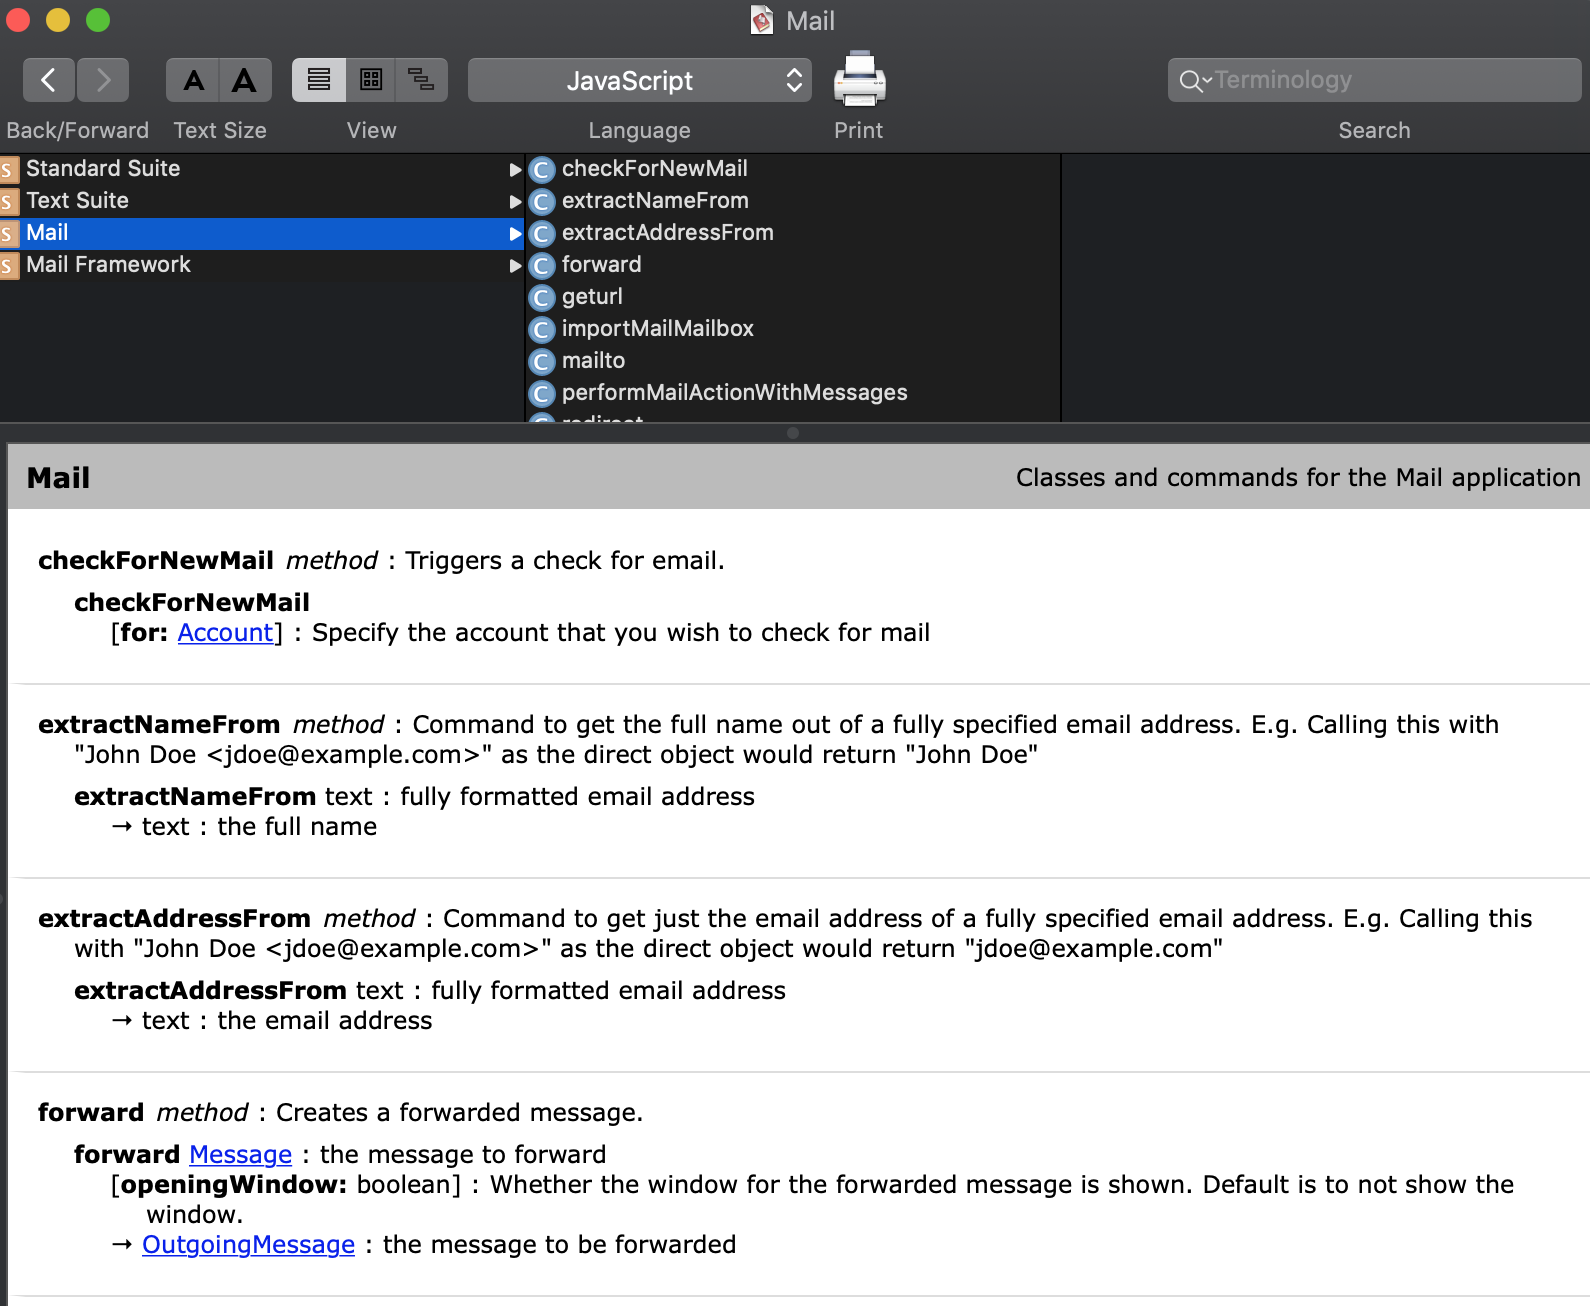 Mail
A A
JavaScript
Terminology
Back/Forward Text Size View Language Print Search
S Standard Suite
S Text Suite
S Mail
S Mail Framework
C checkForNewMail
C extractNameFrom
C extractAddressFrom
C forward
C geturl
C importMailMailbox
C mailto
C performMailActionWithMessages
C redirect
Mail Classes and commands for the Mail application
checkForNewMail method : Triggers a check for email.
checkForNewMail
[for: Account] : Specify the account that you wish to check for mail
extractNameFrom method : Command to get the full name out of a fully specified email address. E.g. Calling this with
"John Doe <jdoe@example.com>" as the direct object would return "John Doe"
extractNameFrom text : fully formatted email address
→ text : the full name
extractAddressFrom method : Command to get just the email address of a fully specified email address. E.g. Calling this
with "John Doe <jdoe@example.com>" as the direct object would return "jdoe@example.com"
extractAddressFrom text : fully formatted email address
→ text : the email address
forward method : Creates a forwarded message.
forward Message : the message to forward
[openingWindow: boolean] : Whether the window for the forwarded message is shown. Default is to not show the
window.
→ OutgoingMessage : the message to be forwarded